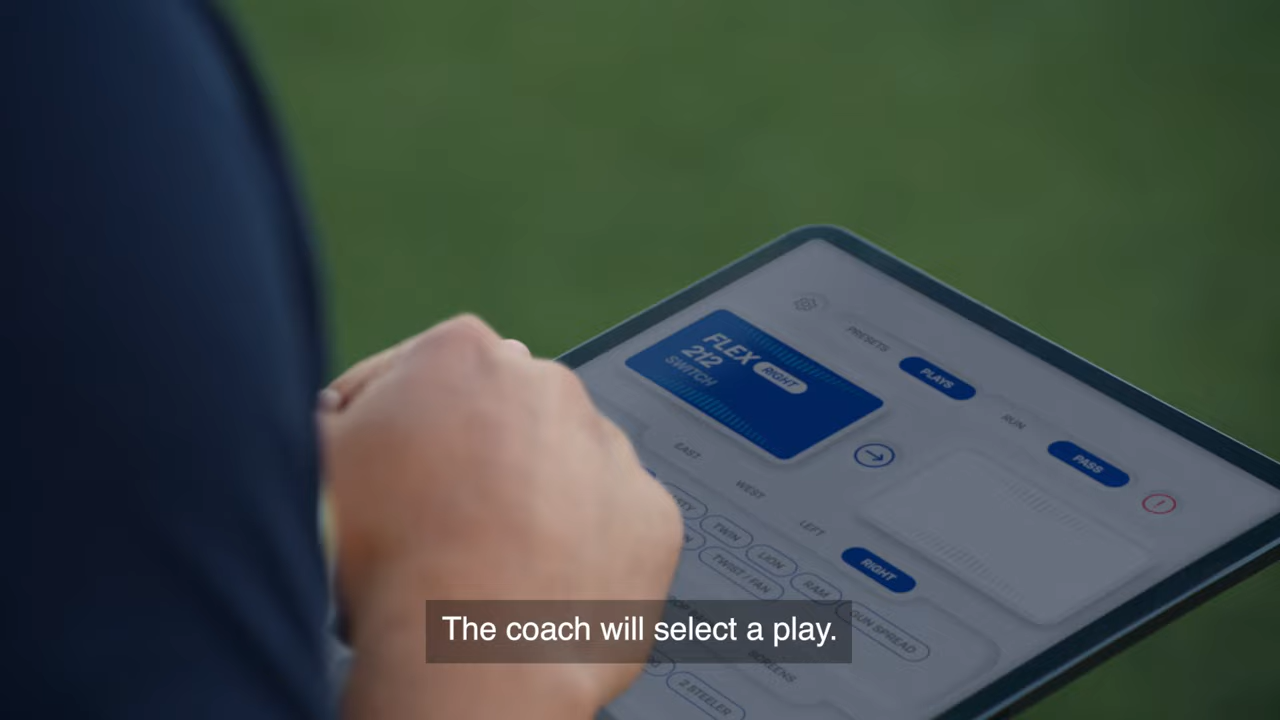 PRESETS
PLAYS
RUN
PASS
FLEX
212
RIGHT
SWITCH
EAST
WEST
LEFT
RIGHT
TWIN
LION
RAM
GUN SPREAD
TWIST / FAN
SCREENS
2 STEELER
The coach will select a play.